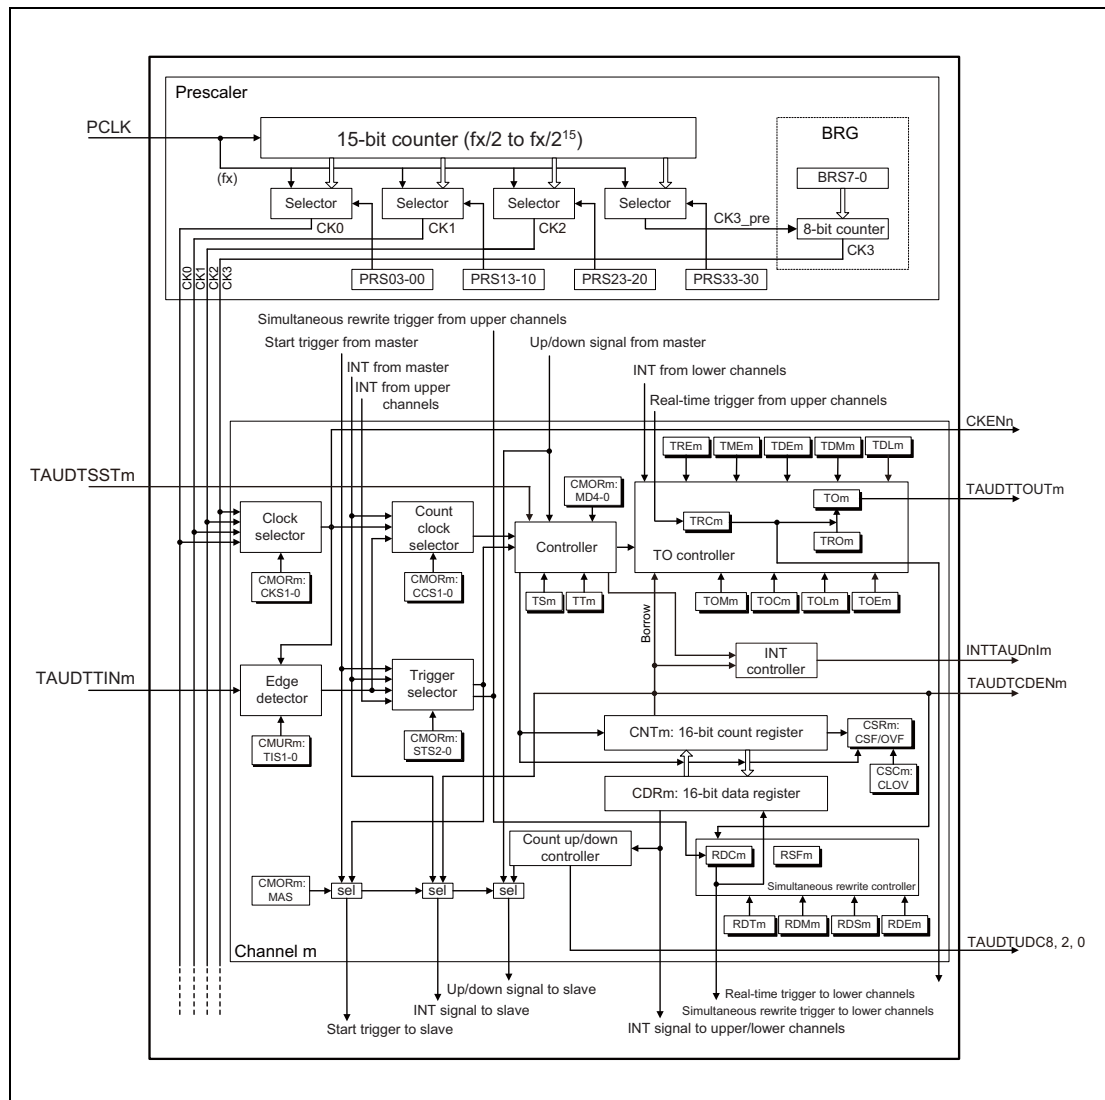 Prescaler
PCLK
15-bit counter (fx/2 to fx/2¹⁵)
BRG
(fx)
BRS7-0
Selector
Selector
Selector
Selector
CK3_pre
8-bit counter
CK0
CK1
CK2
CK3
CK0
CK1
CK2
CK3
PRS03-00
PRS13-10
PRS23-20
PRS33-30
Simultaneous rewrite trigger from upper channels
Start trigger from master
Up/down signal from master
INT from master
INT from lower channels
INT from upper
channels
Real-time trigger from upper channels
CKENn
TREm
TMEm
TDEm
TDMm
TDLm
TAUDTSSTm
CMORm:
MD4-0
TAUDTTOUTm
TOm
Clock
selector
Count
clock
selector
Controller
TRCm
TROm
TO controller
CMORm:
CKS1-0
CMORm:
CCS1-0
TSm
TTm
TOMm
TOCm
TOLm
TOEm
Borrow
INT
controller
INTTAUDnIm
TAUDTTINm
Edge
detector
Trigger
selector
TAUDTCDENm
CNTm: 16-bit count register
CSRm:
CSF/OVF
CMURm:
TIS1-0
CMORm:
STS2-0
CSCm:
CLOV
CDRm: 16-bit data register
Count up/down
controller
RDCm
RSFm
Simultaneous rewrite controller
CMORm:
MAS
sel
sel
sel
RDTm
RDMm
RDSm
RDEm
Channel m
TAUDTUDC8, 2, 0
Up/down signal to slave
INT signal to slave
Start trigger to slave
Real-time trigger to lower channels
Simultaneous rewrite trigger to lower channels
INT signal to upper/lower channels